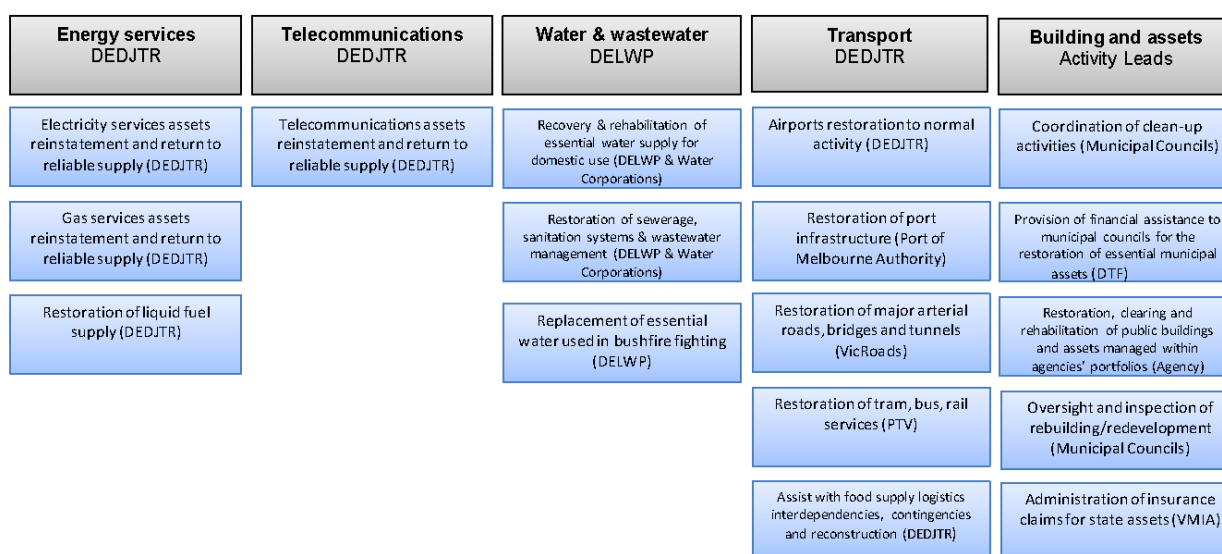 Energy services
DEDJTR
Electricity services assets
reinstatement and return to
reliable supply (DEDJTR)
Gas services assets
reinstatement and return to
reliable supply (DEDJTR)
Restoration of liquid fuel
supply (DEDJTR)
Telecommunications
DEDJTR
Telecommunications assets
reinstatement and return to
reliable supply (DEDJTR)
Water & wastewater
DELWP
Recovery & rehabilitation of
essential water supply for
domestic use (DELWP & Water
Corporations)
Restoration of sewerage,
sanitation systems & wastewater
management (DELWP & Water
Corporations)
Replacement of essential
water used in bushfire fighting
(DELWP)
Transport
DEDJTR
Airports restoration to normal
activity (DEDJTR)
Restoration of port
infrastructure (Port of
Melbourne Authority)
Restoration of major arterial
roads, bridges and tunnels
(VicRoads)
Restoration of tram, bus, rail
services (PTV)
Assist with food supply logistics
interdependencies, contingencies
and reconstruction (DEDJTR)
Building and assets
Activity Leads
Coordination of clean-up
activities (Municipal Councils)
Provision of financial assistance to
municipal councils for the
restoration of essential municipal
assets (DTF)
Restoration, clearing and
rehabilitation of public buildings
and assets managed within
agencies' portfolios (Agency)
Oversight and inspection of
rebuilding/redevelopment
(Municipal Councils)
Administration of insurance
claims for state assets (VMIA)